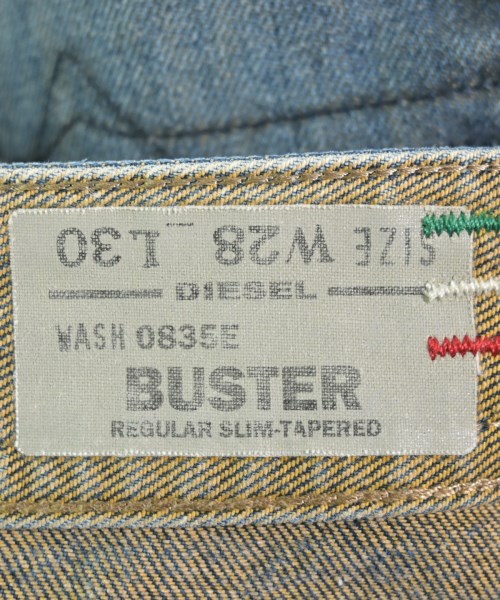 SIZE W28 L30
DIESEL
WASH 0835E
BUSTER
REGULAR SLIM-TAPERED